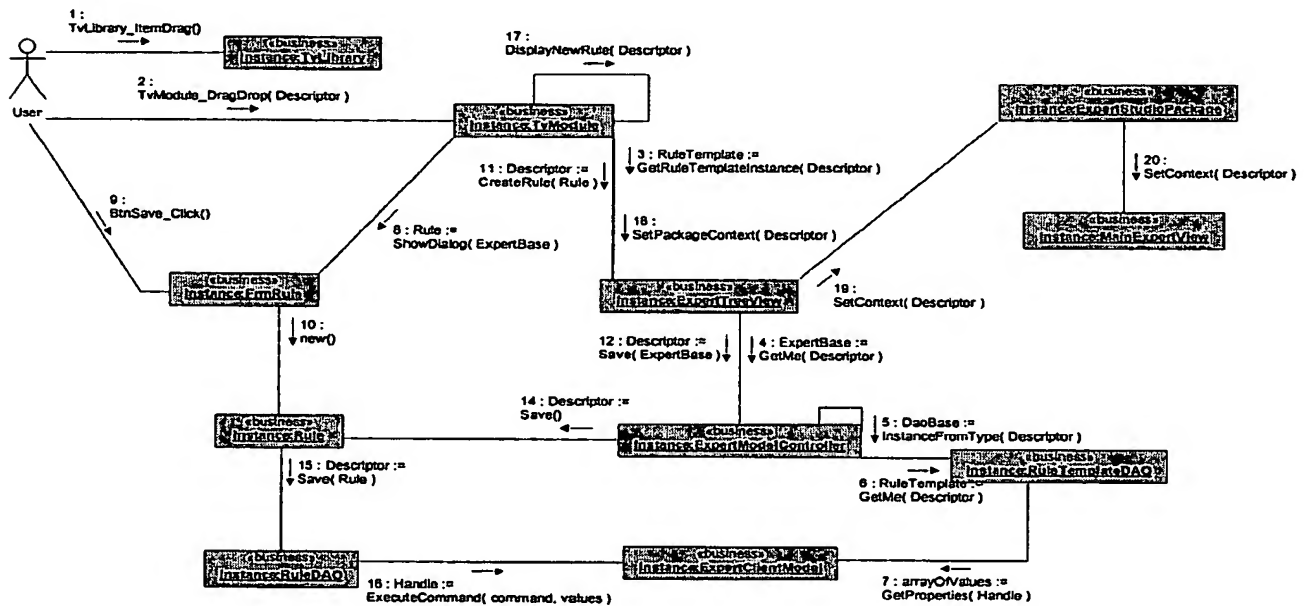 1 :
TvLibrary_ItemDrag()
«business»
Instance:TvLibrary
17 :
DisplayNewRule( Descriptor )
2 :
TvModule_DragDrop( Descriptor )
User
«business»
Instance:TvModule
«business»
Instance:ExpertStudioPackage
3 : RuleTemplate :=
GetRuleTemplateInstance( Descriptor )
11 : Descriptor :=
CreateRule( Rule )
20 :
SetContext( Descriptor )
9 :
BtnSave_Click()
8 : Rule :=
ShowDialog( ExpertBase )
18 :
SetPackageContext( Descriptor )
«business»
Instance:MainExpertView
«business»
Instance:FrmRule
«business»
Instance:ExpertTreeView
19 :
SetContext( Descriptor )
10 :
new()
12 : Descriptor :=
Save( ExpertBase )
4 : ExpertBase :=
GetMe( Descriptor )
14 : Descriptor :=
Save()
«business»
Instance:Rule
«business»
Instance:ExpertModelController
5 : DaoBase :=
InstanceFromType( Descriptor )
«business»
Instance:RuleTemplateDAO
15 : Descriptor :=
Save( Rule )
6 : RuleTemplate :=
GetMe( Descriptor )
«business»
Instance:RuleDAO
«business»
Instance:ExpertClientModel
16 : Handle :=
ExecuteCommand( command, values )
7 : arrayOfValues :=
GetProperties( Handle )